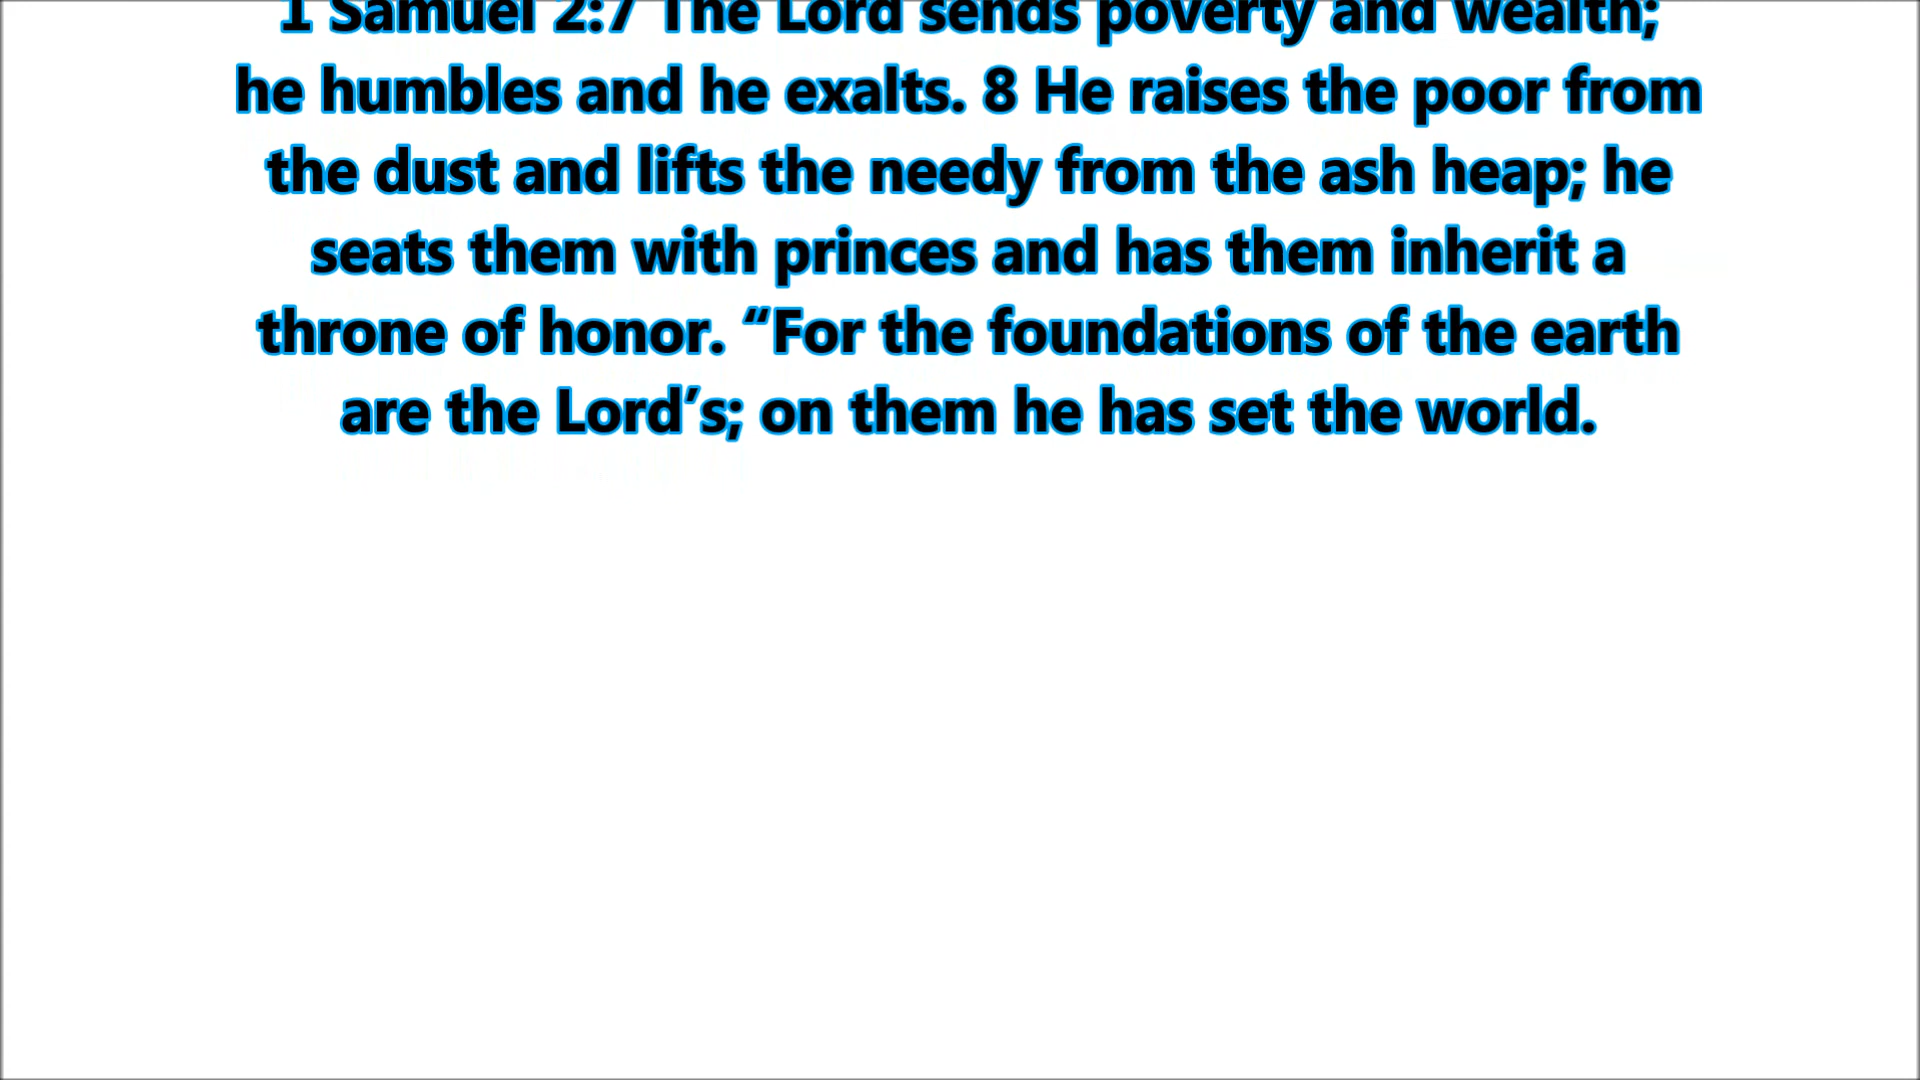 1 Samuel 2:7 The Lord sends poverty and wealth;
he humbles and he exalts. 8 He raises the poor from
the dust and lifts the needy from the ash heap; he
seats them with princes and has them inherit a
throne of honor. “For the foundations of the earth
are the Lord’s; on them he has set the world.